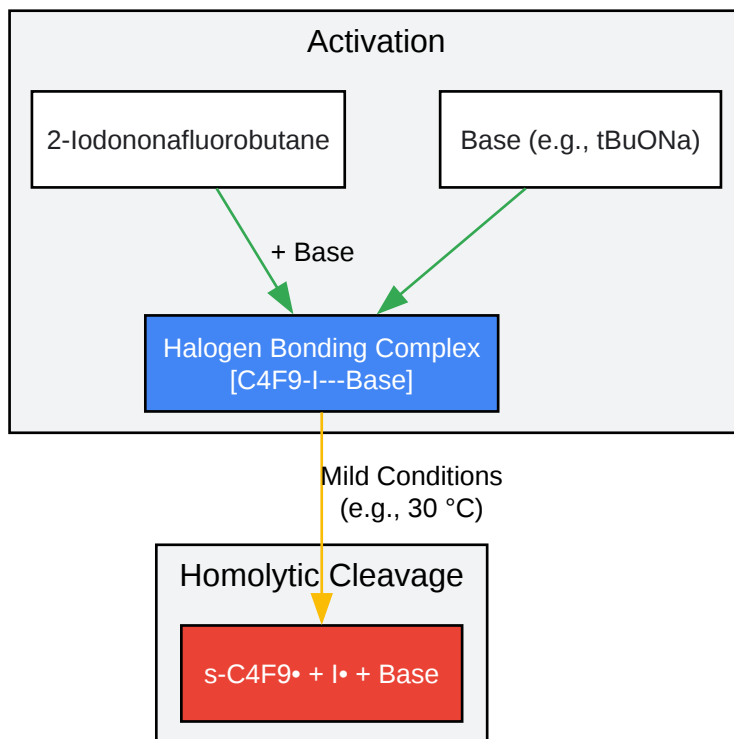 Activation
2-Iodononafluorobutane
Base (e.g., tBuONa)
+ Base
Halogen Bonding Complex
[C4F9-I---Base]
Mild Conditions
(e.g., 30 °C)
Homolytic Cleavage
s-C4F9• + I• + Base